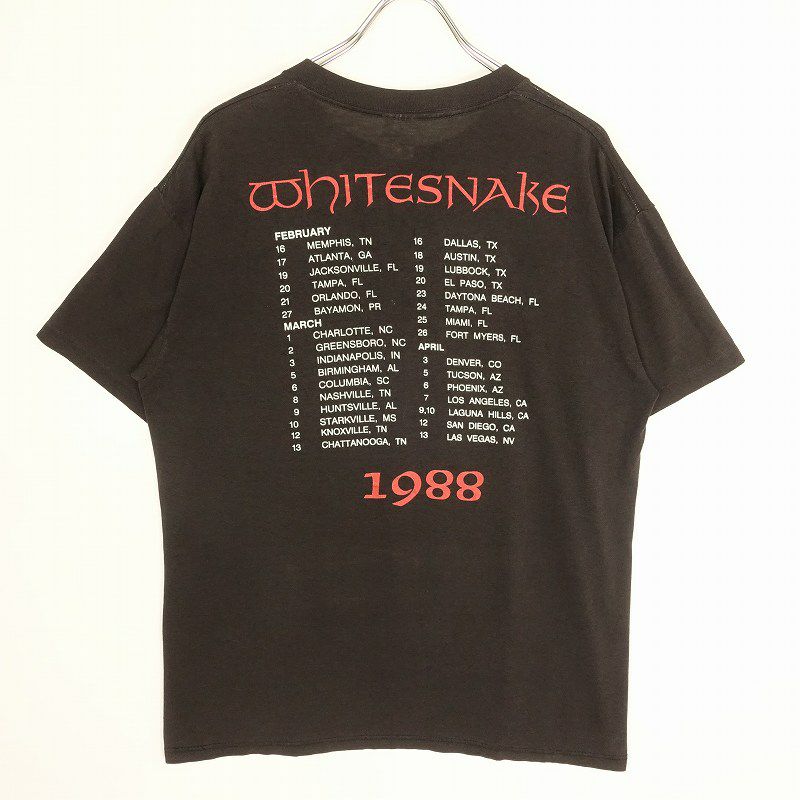 WHITESNAKE
FEBRUARY
16 MEMPHIS, TN
17 ATLANTA, GA
19 JACKSONVILLE, FL
20 TAMPA, FL
21 ORLANDO, FL
27 BAYAMON, PR
MARCH
1 CHARLOTTE, NC
2 GREENSBORO, NC
3 INDIANAPOLIS, IN
5 BIRMINGHAM, AL
6 COLUMBIA, SC
8 NASHVILLE, TN
9 HUNTSVILLE, AL
10 STARKVILLE, MS
12 KNOXVILLE, TN
13 CHATTANOOGA, TN
16 DALLAS, TX
18 AUSTIN, TX
19 LUBBOCK, TX
20 EL PASO, TX
23 DAYTONA BEACH, FL
24 TAMPA, FL
25 MIAMI, FL
26 FORT MYERS, FL
APRIL
3 DENVER, CO
5 TUCSON, AZ
6 PHOENIX, AZ
7 LOS ANGELES, CA
9,10 LAGUNA HILLS, CA
12 SAN DIEGO, CA
13 LAS VEGAS, NV
1988